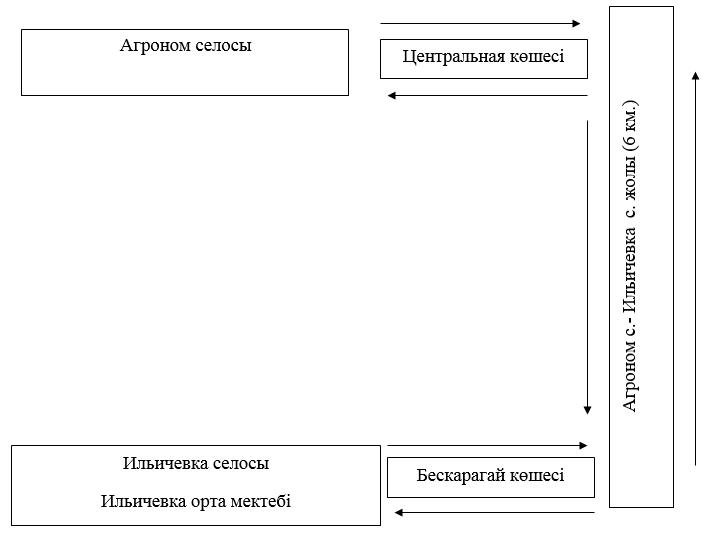 Агроном селосы
Центральная көшесі
Агроном с.- Ильичевка с. жолы (6 км.)
Ильичевка селосы
Ильичевка орта мектебі
Бескарагай көшесі